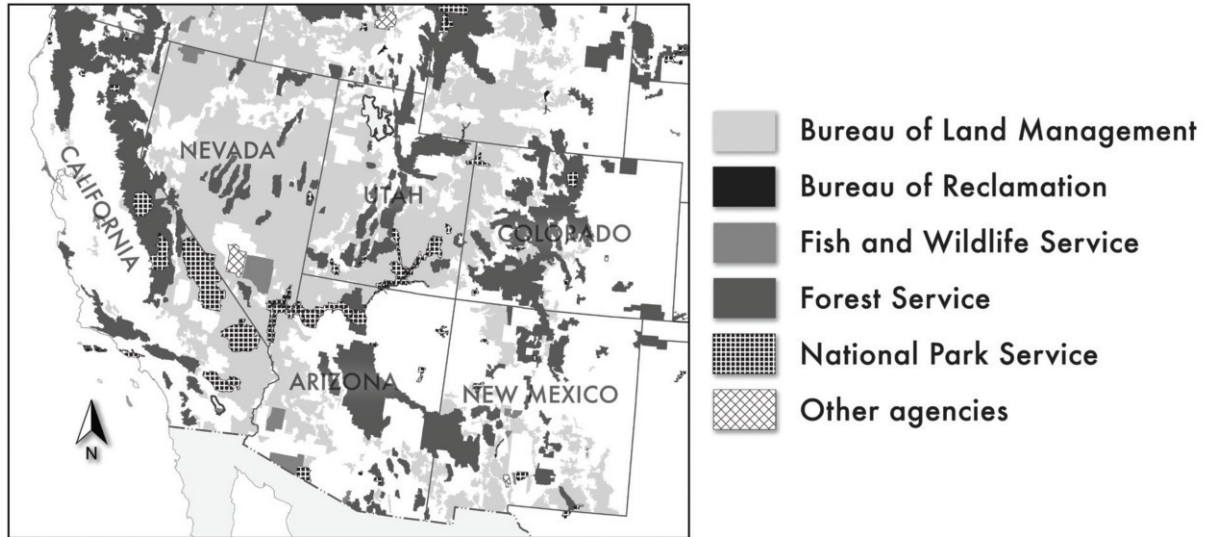 NEVADA
UTAH
CALIFORNIA
COLORADO
ARIZONA
NEW MEXICO
N
Bureau of Land Management
Bureau of Reclamation
Fish and Wildlife Service
Forest Service
National Park Service
Other agencies